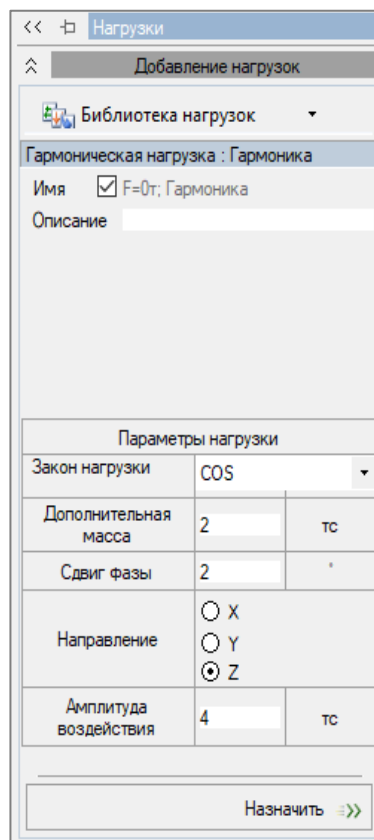 << Нагрузки
Добавление нагрузок
Библиотека нагрузок
Гармоническая нагрузка : Гармоника
Имя F=0т; Гармоника
Описание
Параметры нагрузки
Закон нагрузки COS
Дополнительная масса 2 тс
Сдвиг фазы 2 °
Направление
X
Y
Z
Амплитуда воздействия 4 тс
Назначить